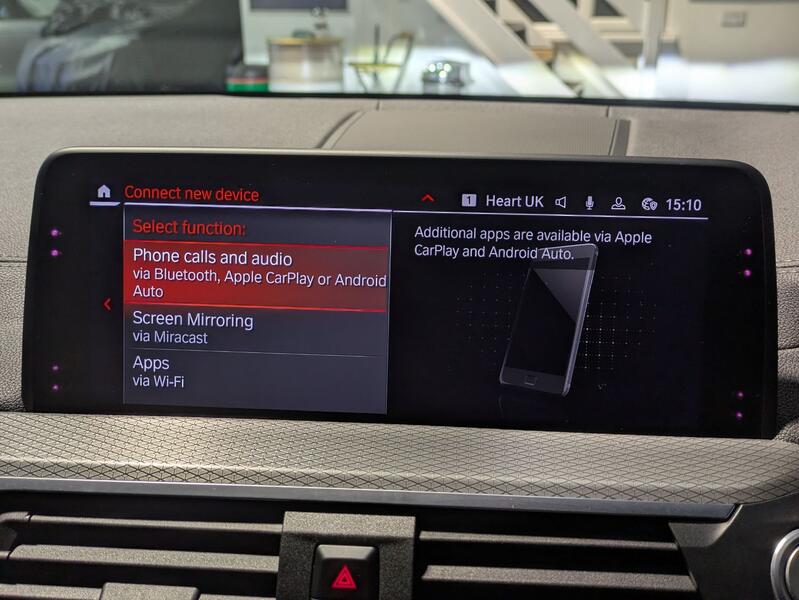 Connect new device
1 Heart UK 15:10
Select function:
Phone calls and audio
via Bluetooth, Apple CarPlay or Android
Auto
Screen Mirroring
via Miracast
Apps
via Wi-Fi
Additional apps are available via Apple
CarPlay and Android Auto.